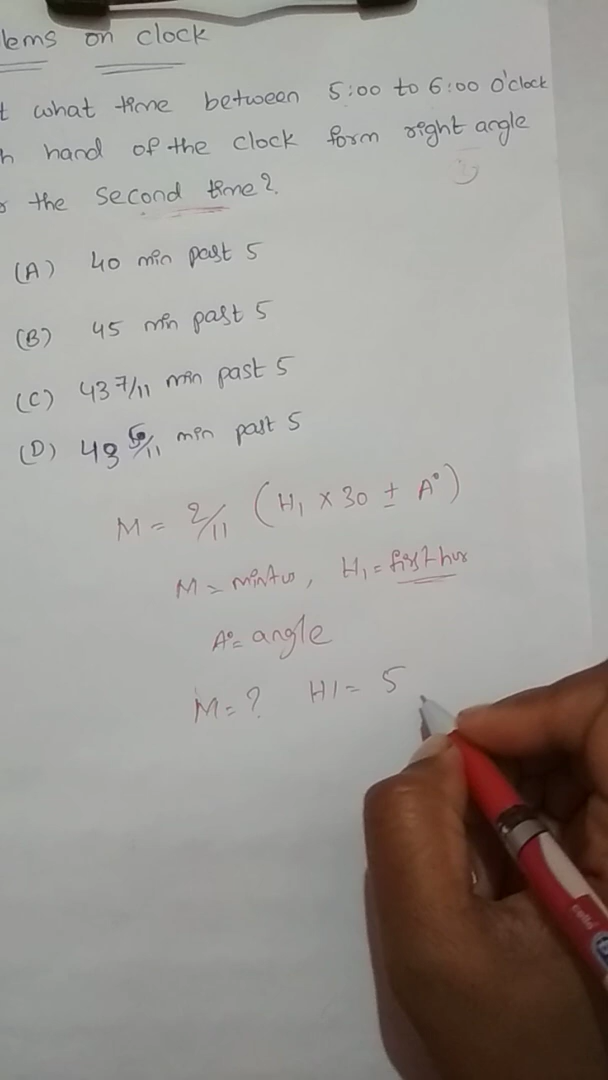 lems on clock
t what time between 5:00 to 6:00 O'clock
h hand of the clock form right angle
the second time?
(A) 40 min past 5
(B) 45 min past 5
(C) 43 7/11 min past 5
(D) 43 5/11 min past 5
M = 2/11 (H1 × 30 ± A°)
M = mintus, H1 = first hur
A° = angle
M = ? H1 = 5
cello